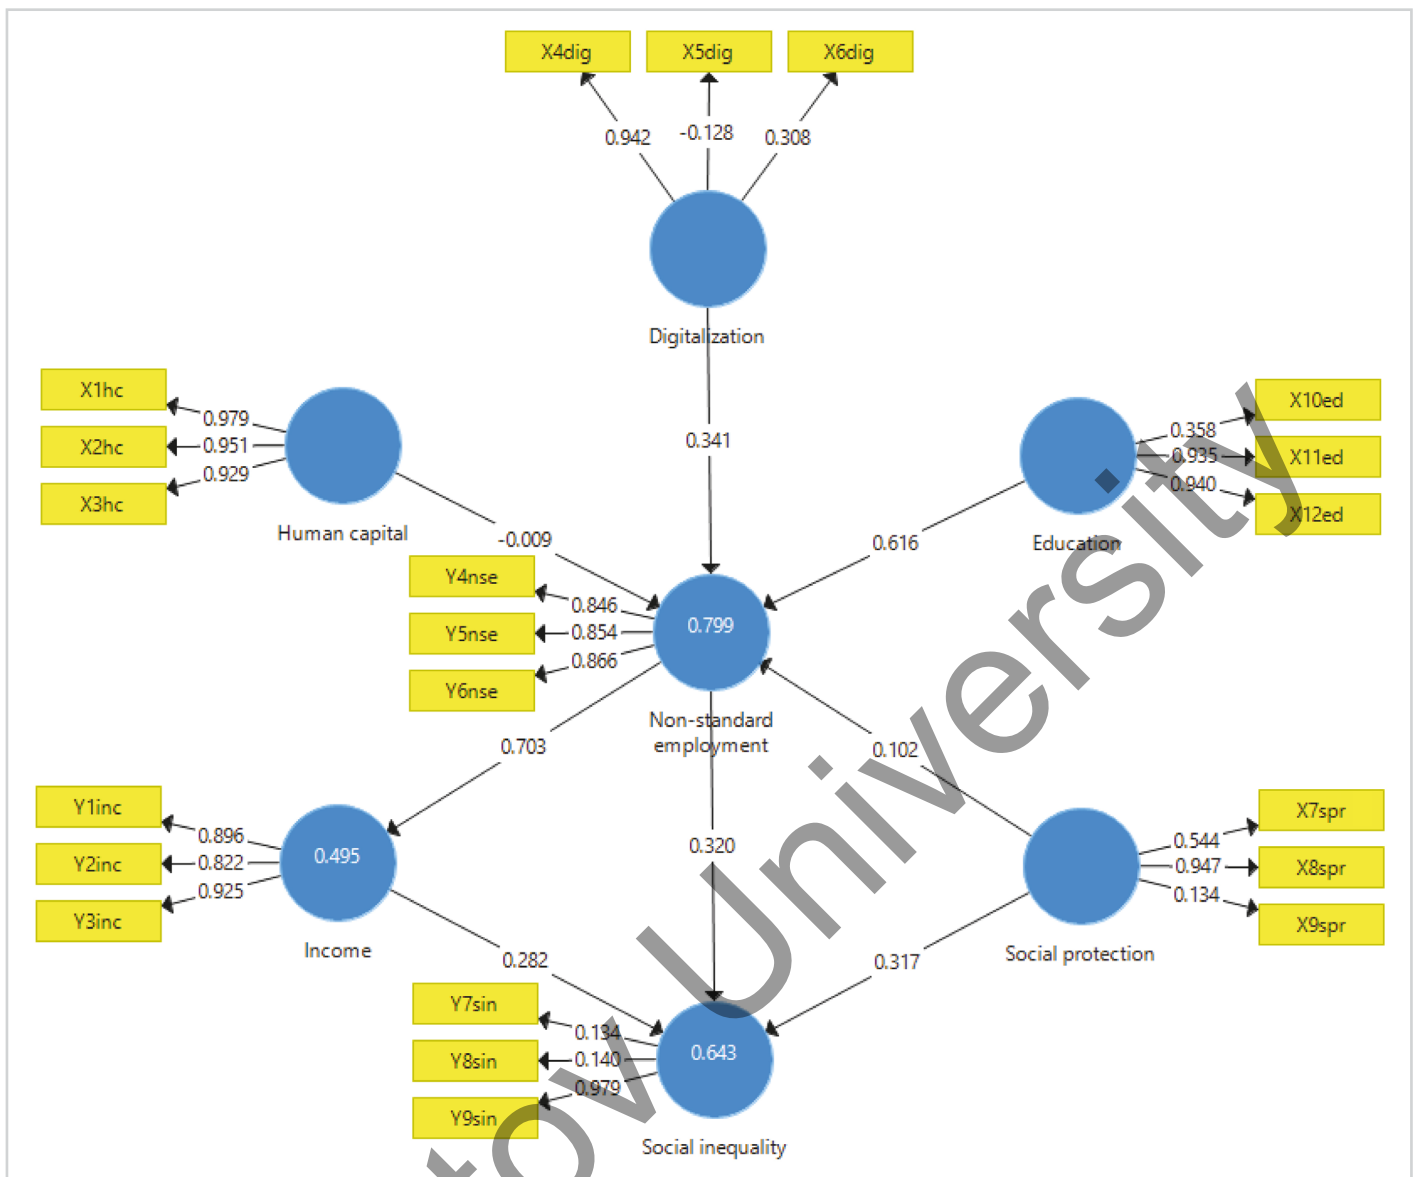 X4dig
X5dig
X6dig
0.942
-0.128
0.308
Digitalization
X1hc
X2hc
X3hc
0.979
0.951
0.929
Human capital
0.341
X10ed
X11ed
X12ed
0.358
0.935
0.940
Education
-0.009
0.616
Y4nse
Y5nse
Y6nse
0.846
0.854
0.866
0.799
Non-standard
employment
0.703
0.102
Y1inc
Y2inc
Y3inc
0.896
0.822
0.925
0.495
Income
0.320
X7spr
X8spr
X9spr
0.544
0.947
0.134
Social protection
0.282
0.317
Y7sin
Y8sin
Y9sin
0.134
0.140
0.979
0.643
Social inequality
tov University